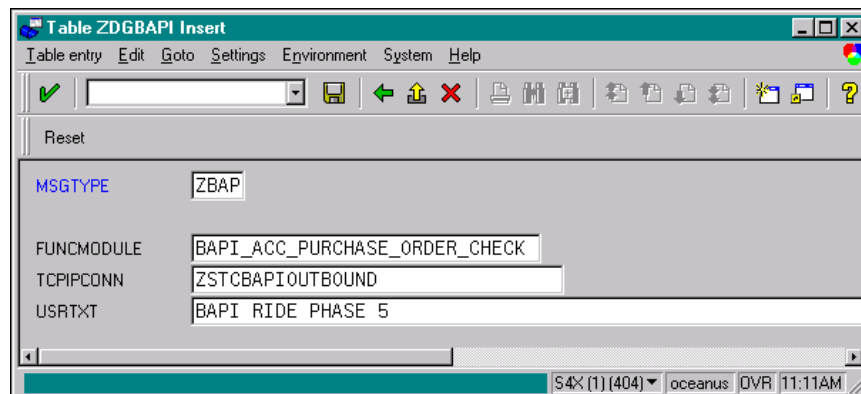 Table ZDGBAPI Insert
Table entry Edit Goto Settings Environment System Help
Reset
MSGTYPE ZBAP
FUNCMODULE BAPI_ACC_PURCHASE_ORDER_CHECK
TCPIPCONN ZSTCBAPIOUTBOUND
USRTXT BAPI RIDE PHASE 5
S4X (1) (404) oceanus OVR 11:11AM